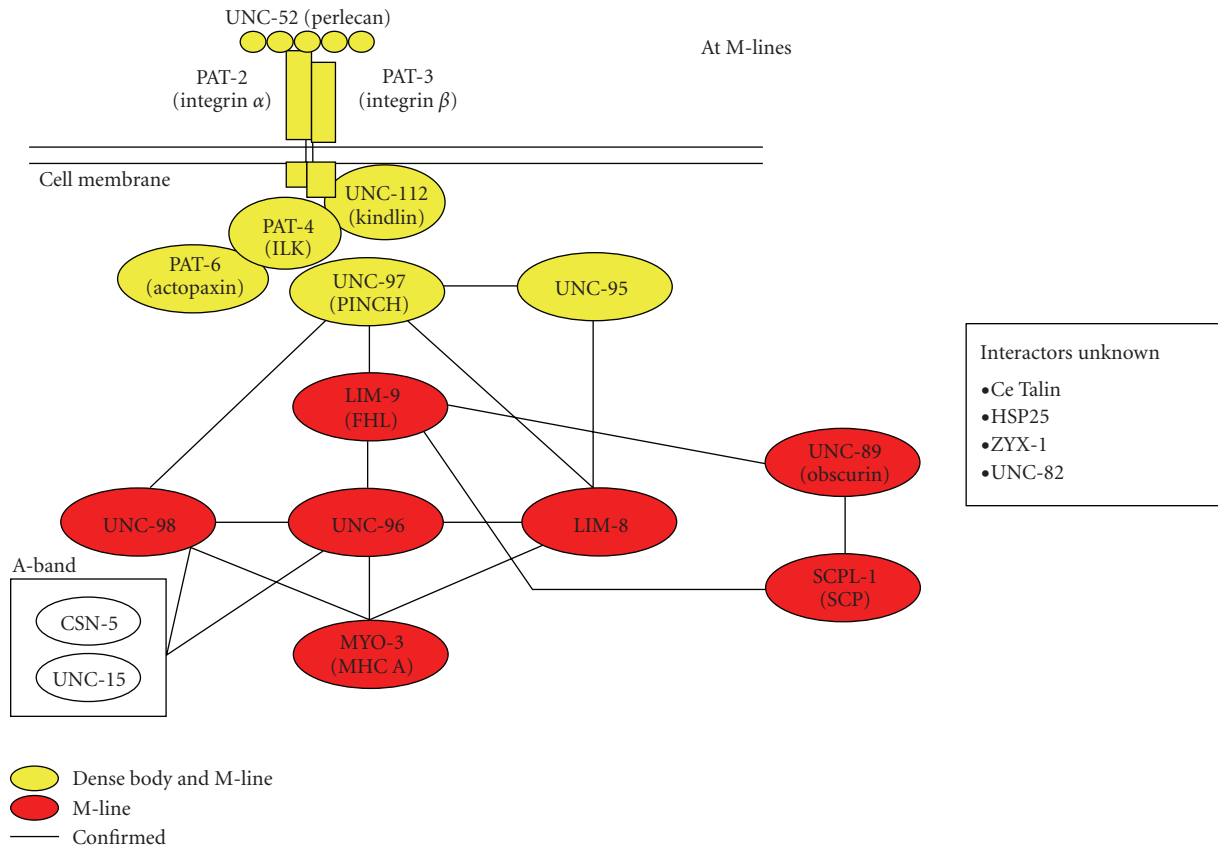 UNC-52 (perlecan)
At M-lines
PAT-2
(integrin α)
PAT-3
(integrin β)
Cell membrane
UNC-112
(kindlin)
PAT-4
(ILK)
PAT-6
(actopaxin)
UNC-97
(PINCH)
UNC-95
Interactors unknown
•Ce Talin
•HSP25
•ZYX-1
•UNC-82
LIM-9
(FHL)
UNC-89
(obscurin)
UNC-98
UNC-96
LIM-8
SCPL-1
(SCP)
A-band
CSN-5
UNC-15
MYO-3
(MHC A)
Dense body and M-line
M-line
Confirmed